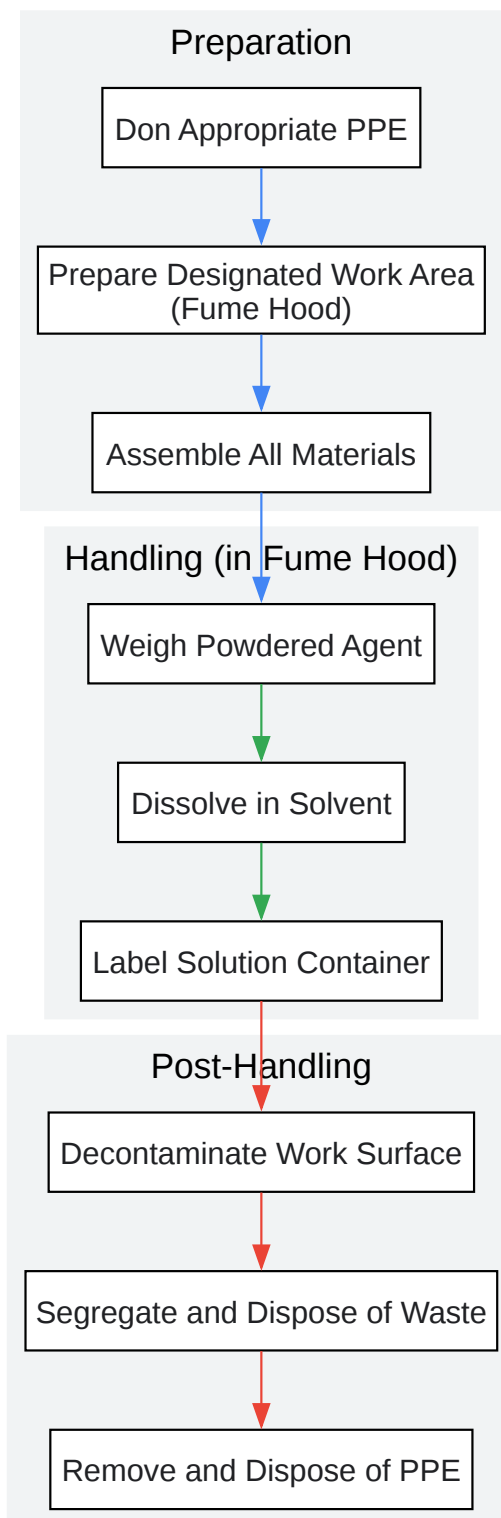 Preparation
Don Appropriate PPE
Prepare Designated Work Area
(Fume Hood)
Assemble All Materials
Handling (in Fume Hood)
Weigh Powdered Agent
Dissolve in Solvent
Label Solution Container
Post-Handling
Decontaminate Work Surface
Segregate and Dispose of Waste
Remove and Dispose of PPE